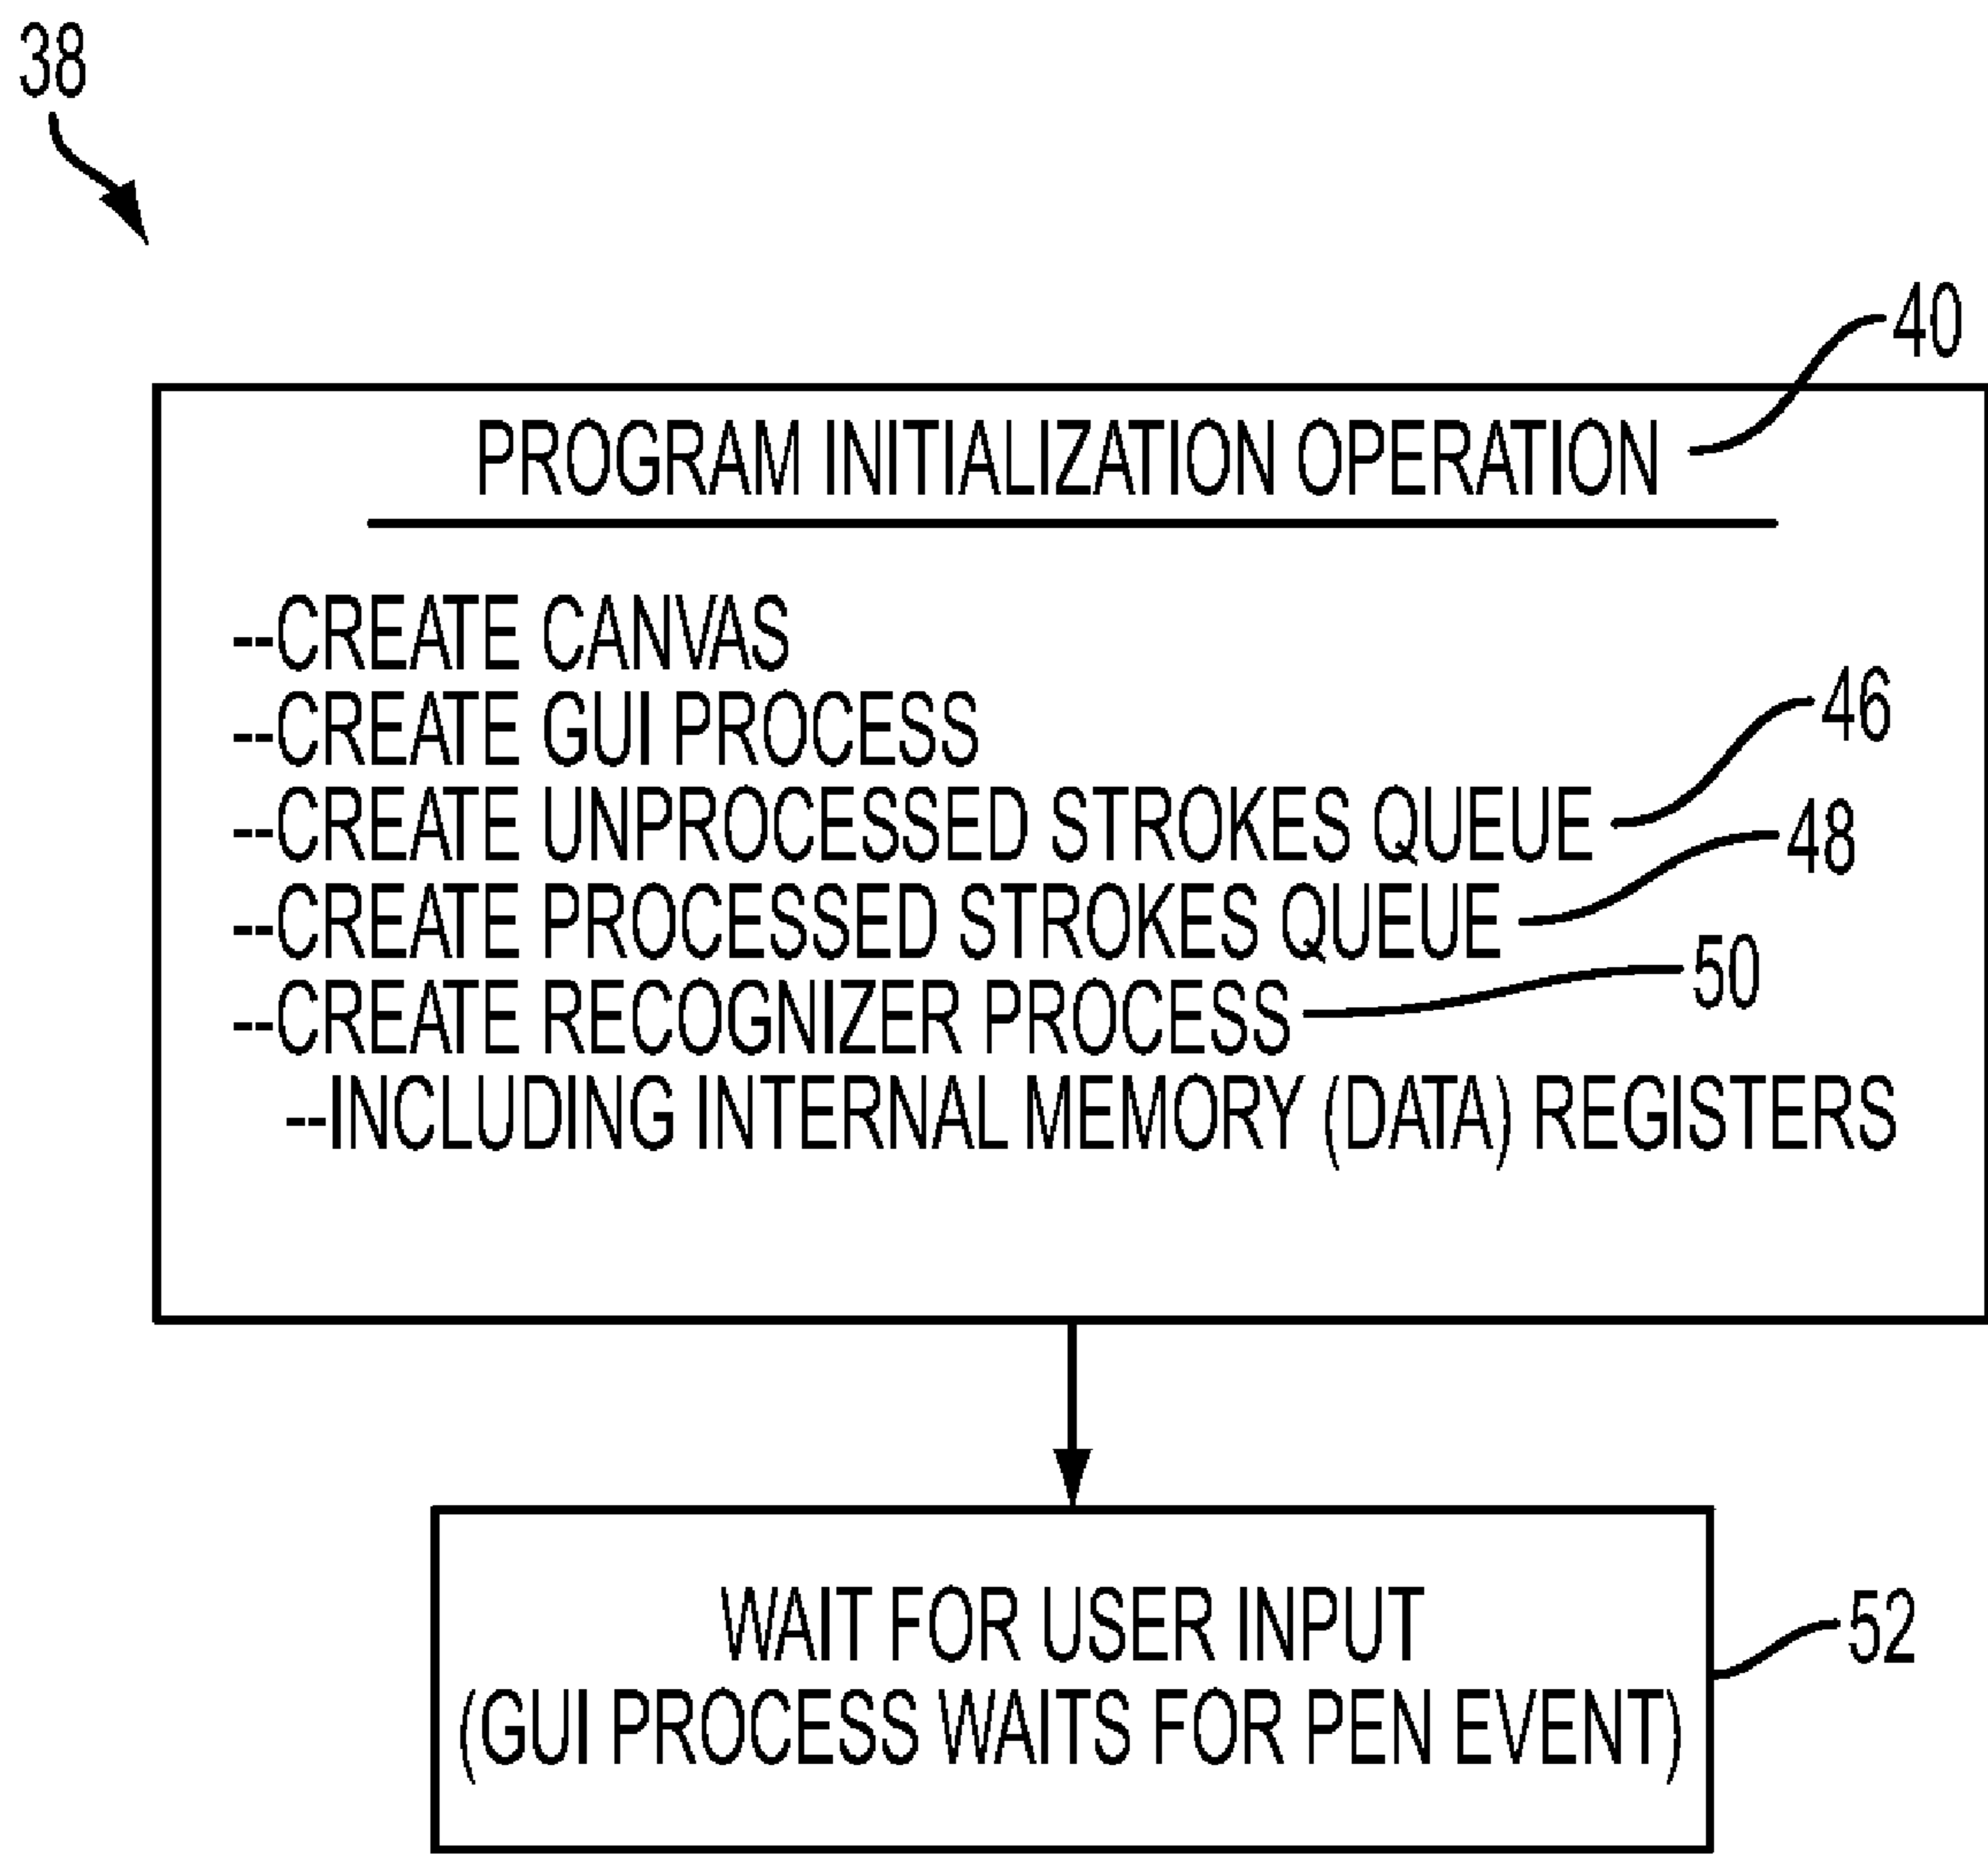 38
40
PROGRAM INITIALIZATION OPERATION
--CREATE CANVAS
--CREATE GUI PROCESS
--CREATE UNPROCESSED STROKES QUEUE
46
--CREATE PROCESSED STROKES QUEUE
48
--CREATE RECOGNIZER PROCESS
50
--INCLUDING INTERNAL MEMORY (DATA) REGISTERS
WAIT FOR USER INPUT
(GUI PROCESS WAITS FOR PEN EVENT)
52